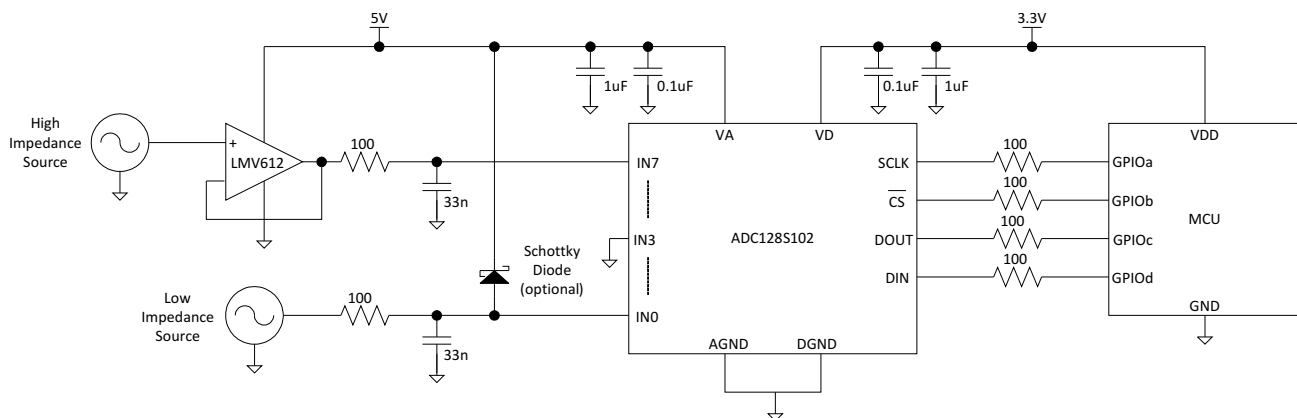 5V
3.3V
1uF
0.1uF
0.1uF
1uF
High
Impedance
Source
+
LMV612
100
33n
VA
VD
VDD
IN7
SCLK
100
GPIOa
CS
100
GPIOb
IN3
ADC128S102
DOUT
100
GPIOc
MCU
DIN
100
GPIOd
Schottky
Diode
(optional)
Low
Impedance
Source
100
33n
IN0
GND
AGND
DGND